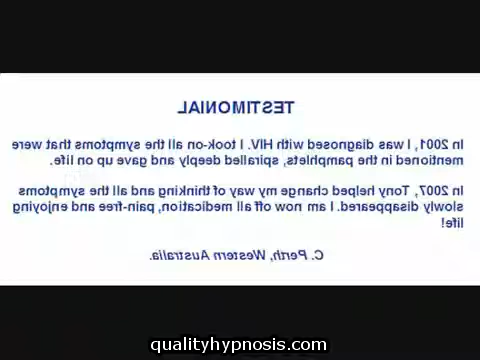 TESTIMONIAL
In 2001, I was diagnosed with HIV. I took-on all the symptoms that were
mentioned in the pamphlets, spiralled deeply and gave up on life.
In 2007, Tony helped change my way of thinking and all the symptoms
slowly disappeared. I am now off all medication, pain-free and enjoying
life!
C. Perth, Western Australia.
qualityhypnosis.com